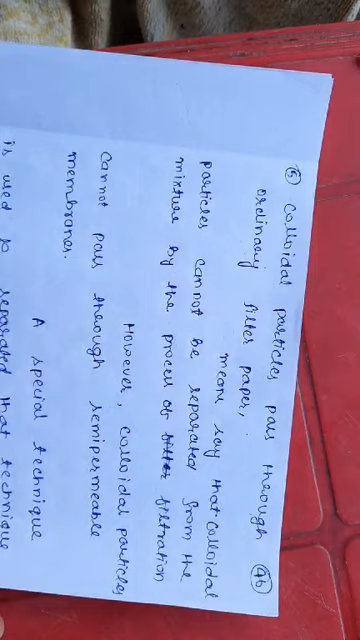 ⑤ Colloidal particles pass through 46
ordinary filter paper,
means say that Colloidal
particles cannot be separated from the
mixture by the process of filtration
However, colloidal particles
cannot pass through semipermeable
membranes.
A special technique
is used to separated that technique